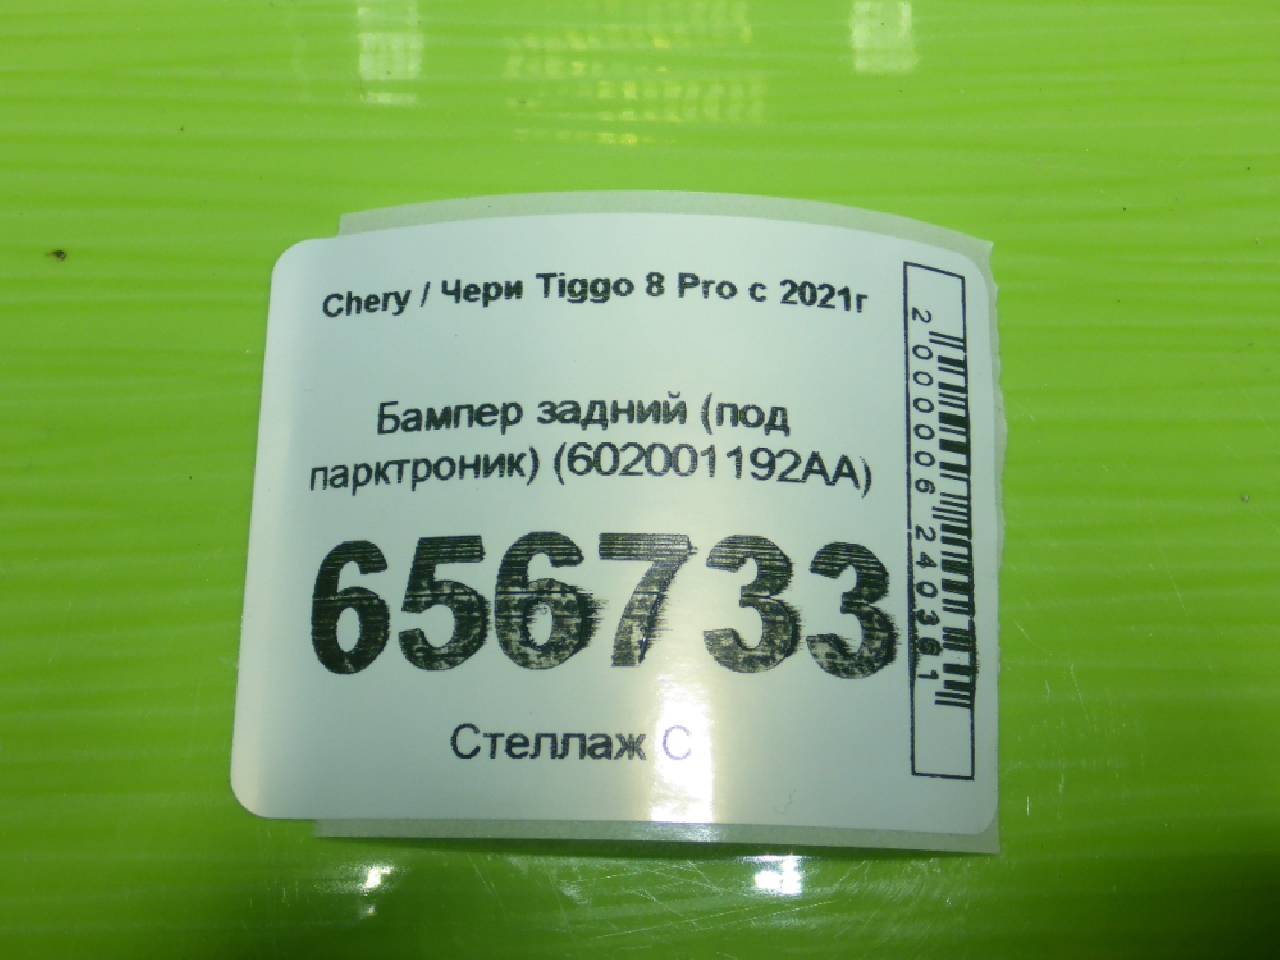 Chery / Чери Tiggo 8 Pro с 2021г
Бампер задний (под
парктроник) (602001192AA)
656733
Стеллаж С
2000006240361